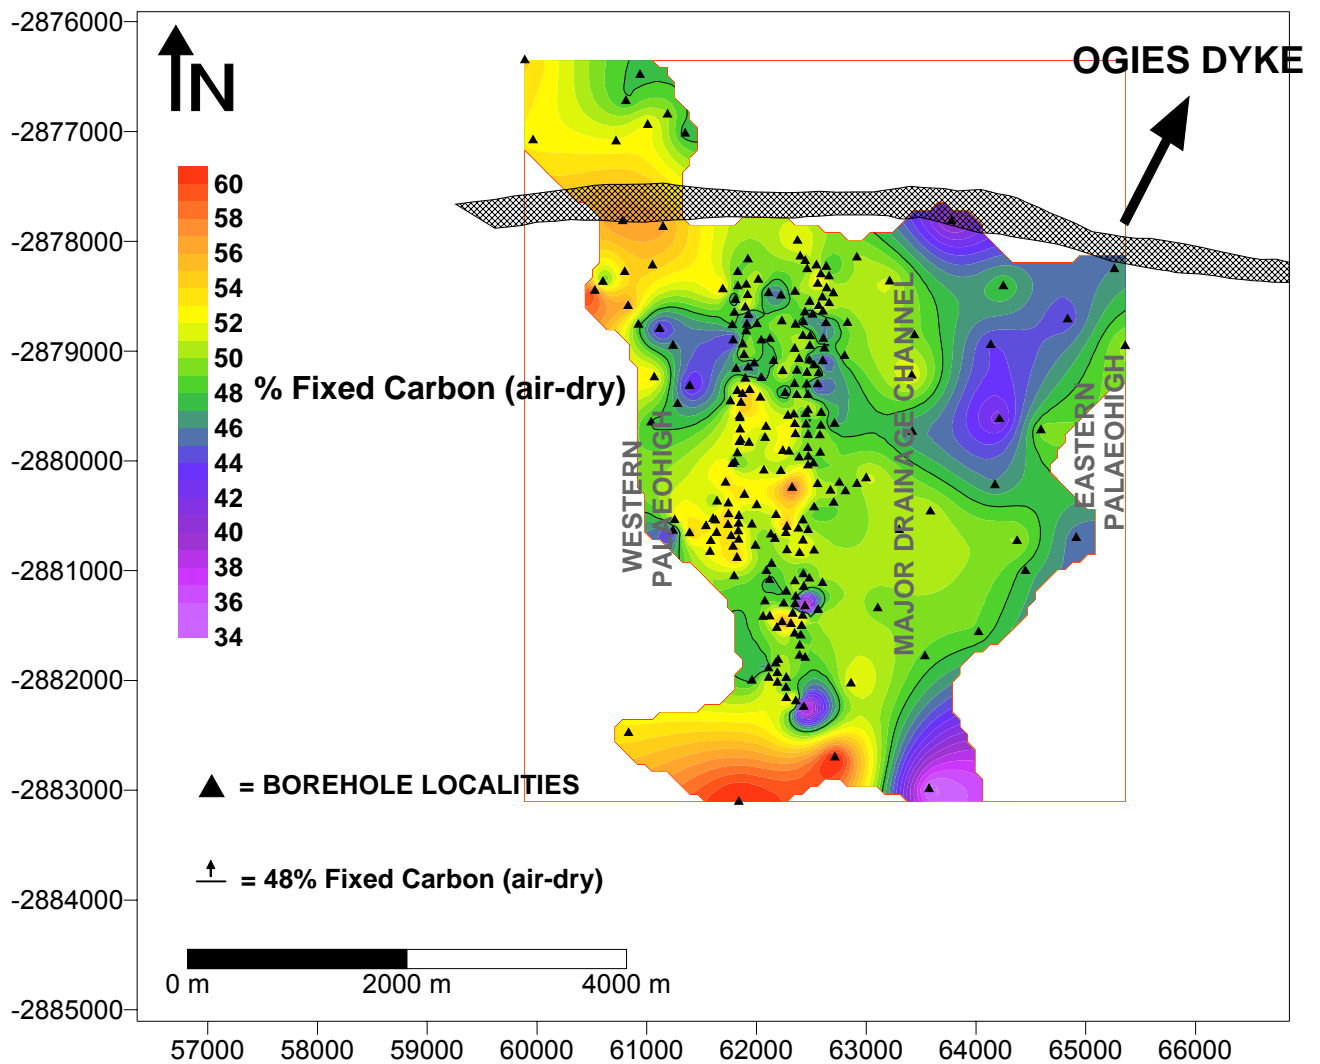 -2876000
OGIES DYKE
N
-2877000
60
58
-2878000
56
54
52
-2879000
50
48
% Fixed Carbon (air-dry)
46
-2880000
44
42
40
-2881000
38
36
34
WESTERN
PALAEOHIGH
MAJOR DRAINAGE CHANNEL
EASTERN
PALAEOHIGH
-2882000
-2883000
= BOREHOLE LOCALITIES
= 48% Fixed Carbon (air-dry)
-2884000
0 m 2000 m 4000 m
-2885000
57000 58000 59000 60000 61000 62000 63000 64000 65000 66000